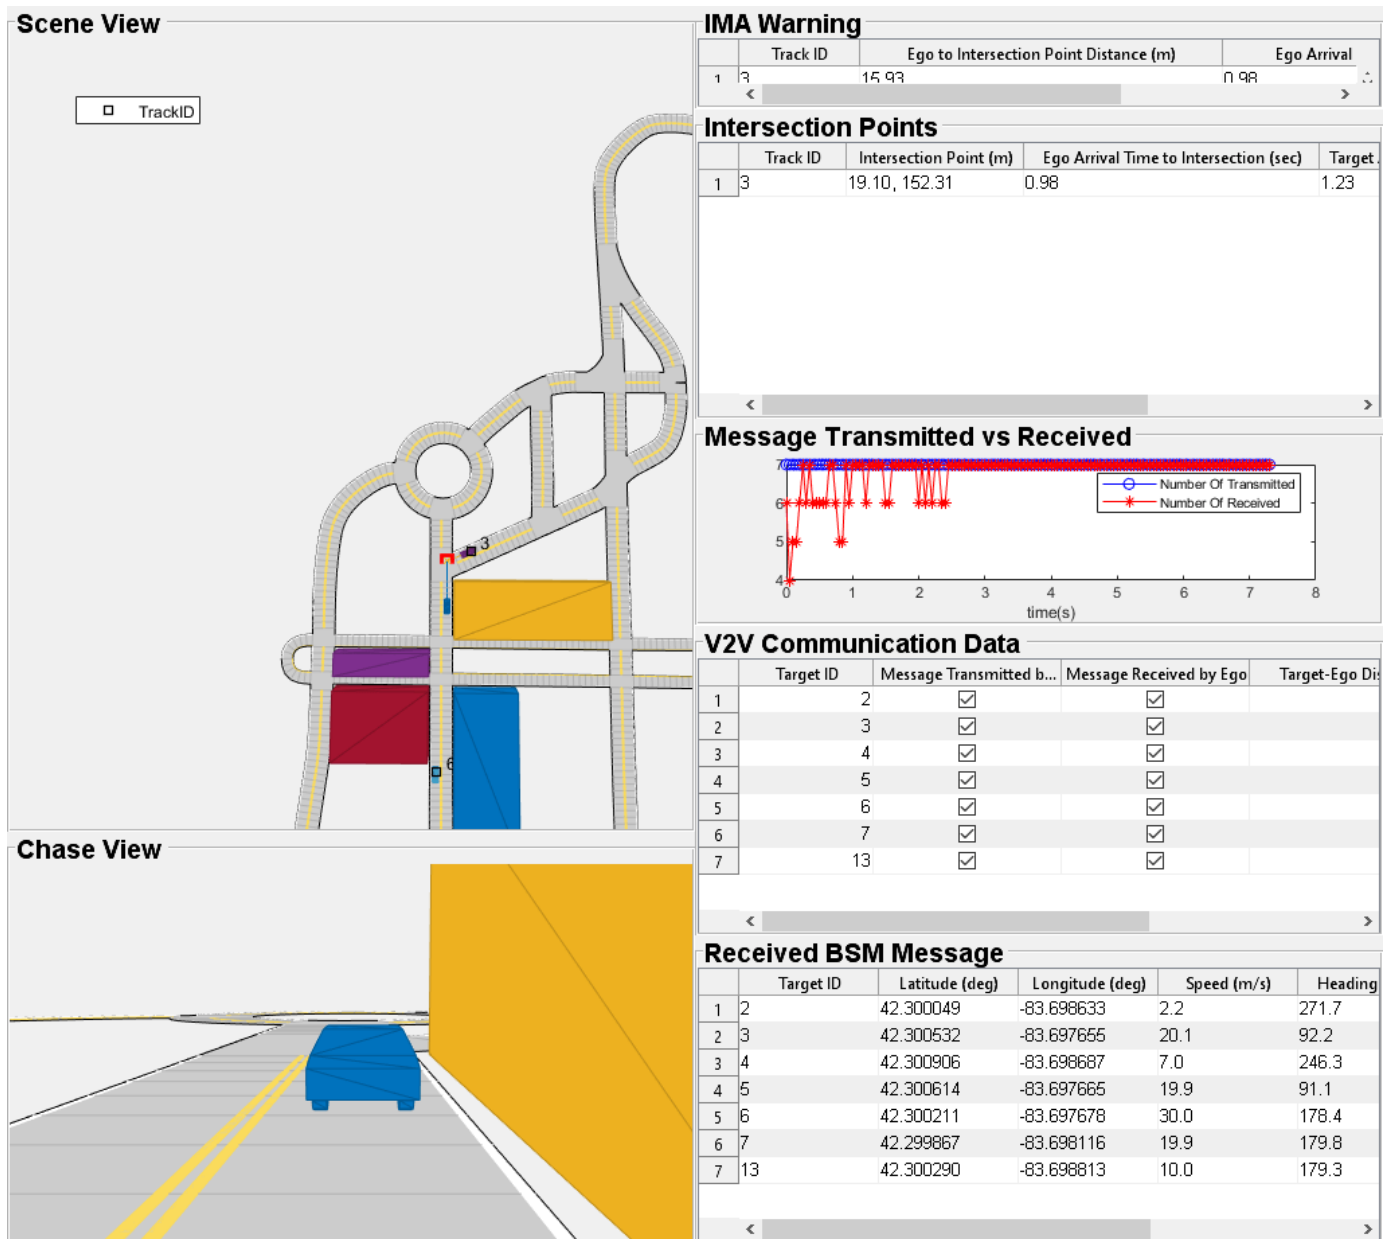 Scene View
TrackID
3
6
Chase View
IMA Warning
Track ID Ego to Intersection Point Distance (m) Ego Arrival
1 3 15.93 0.98
Intersection Points
Track ID Intersection Point (m) Ego Arrival Time to Intersection (sec) Target
1 3 19.10, 152.31 0.98 1.23
Message Transmitted vs Received
7
6
5
4
Number Of Transmitted
Number Of Received
0 1 2 3 4 5 6 7 8
time(s)
V2V Communication Data
Target ID Message Transmitted b... Message Received by Ego Target-Ego Dis
1 2
2 3
3 4
4 5
5 6
6 7
7 13
Received BSM Message
Target ID Latitude (deg) Longitude (deg) Speed (m/s) Heading
1 2 42.300049 -83.698633 2.2 271.7
2 3 42.300532 -83.697655 20.1 92.2
3 4 42.300906 -83.698687 7.0 246.3
4 5 42.300614 -83.697665 19.9 91.1
5 6 42.300211 -83.697678 30.0 178.4
6 7 42.299867 -83.698116 19.9 179.8
7 13 42.300290 -83.698813 10.0 179.3